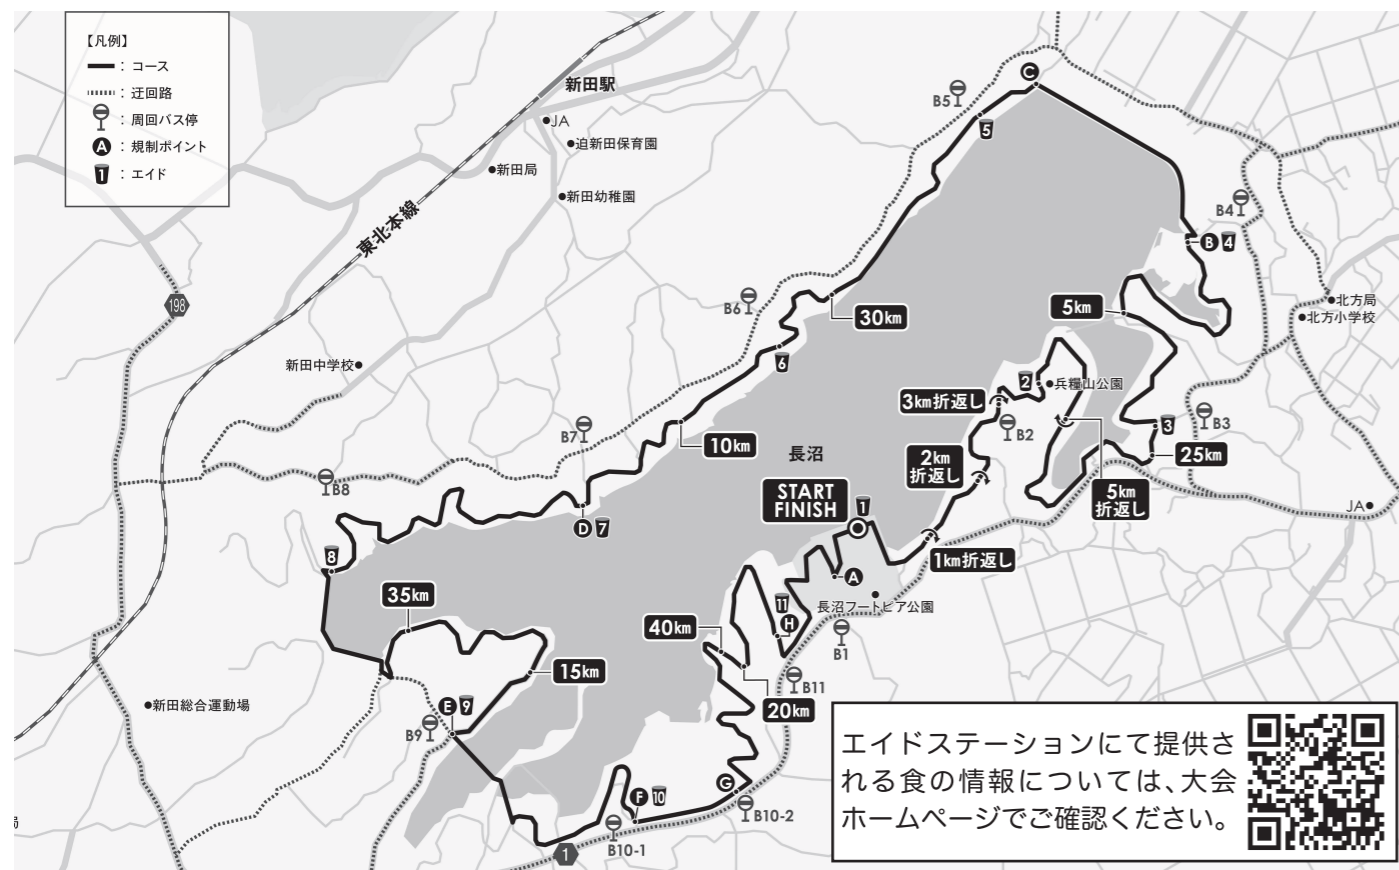 【凡例】
：コース
：迂回路
：周回バス停
A：規制ポイント
1：エイド
新田駅
JA
迫新田保育園
新田局
新田幼稚園
東北本線
198
新田中学校
B5
C
5
B4
B 4
北方局
北方小学校
5km
B6
30km
6
2
兵糧山公園
3km折返し
B2
B3
3
25km
B7
10km
長沼
2km
折返し
5km
折返し
JA
START
FINISH
1
1km折返し
B8
D 7
8
A
長沼フートピア公園
B1
11
H
35km
40km
15km
B11
20km
新田総合運動場
E 9
B9
G
F 10
B10-2
B10-1
1
エイドステーションにて提供さ
れる食の情報については、大会
ホームページでご確認ください。